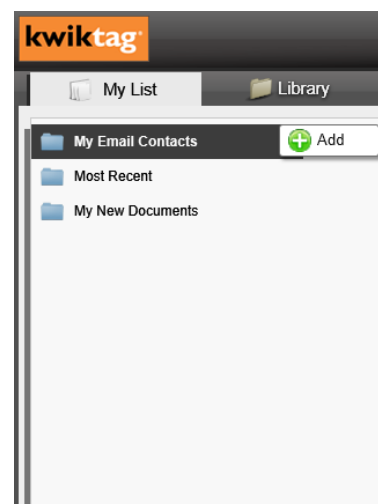 kwiktag
My List
Library
My Email Contacts
Add
Most Recent
My New Documents